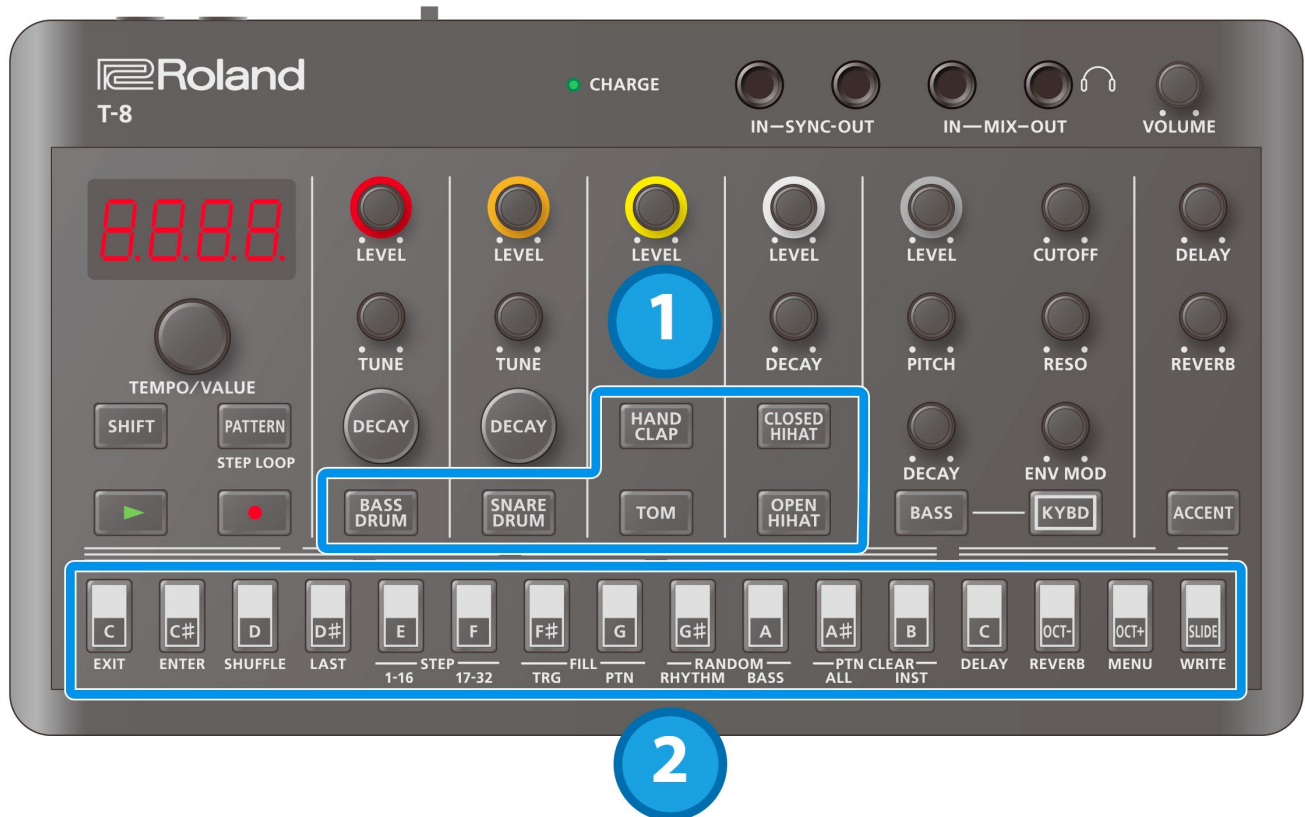 Roland
T-8
CHARGE
IN—SYNC-OUT
IN—MIX—OUT
VOLUME
8.8.8.8.
LEVEL LEVEL LEVEL LEVEL LEVEL CUTOFF DELAY
1
TUNE TUNE DECAY PITCH RESO REVERB
TEMPO/VALUE
SHIFT PATTERN DECAY DECAY HAND CLAP CLOSED HIHAT
STEP LOOP
DECAY ENV MOD
BASS DRUM SNARE DRUM TOM OPEN HIHAT BASS KYBD ACCENT
C C# D D# E F F# G G# A A# B C OCT- OCT+ SLIDE
EXIT ENTER SHUFFLE LAST STEP FILL RANDOM PTN CLEAR DELAY REVERB MENU WRITE
1-16 17-32 TRG PTN RHYTHM BASS ALL INST
2